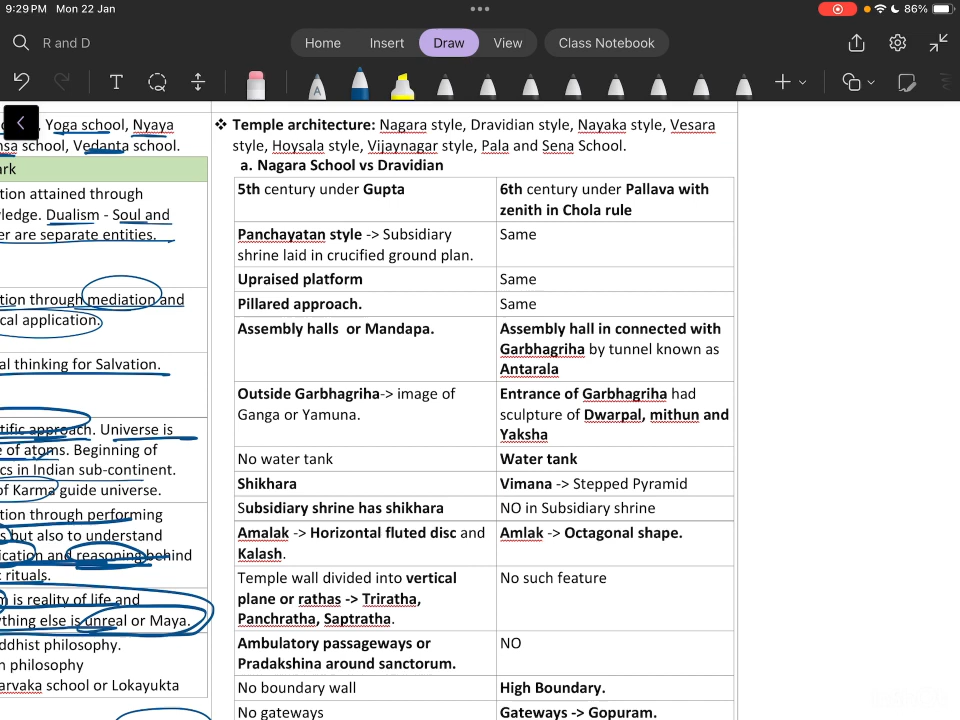 9:29 PM Mon 22 Jan
86%
R and D
Home Insert Draw View Class Notebook
Yoga school, Nyaya
school, Vedanta school.
ark
tion attained through
ledge. Dualism - Soul and
er are separate entities.
tion through mediation and
cal application.
al thinking for Salvation.
tific approach. Universe is
e of atoms. Beginning of
cs in Indian sub-continent.
of Karma guide universe.
tion through performing
s but also to understand
ication and reasoning behind
rituals.
m is reality of life and
ything else is unreal or Maya.
ddhist philosophy.
n philosophy
arvaka school or Lokayukta
❖ Temple architecture: Nagara style, Dravidian style, Nayaka style, Vesara
style, Hoysala style, Vijaynagar style, Pala and Sena School.
a. Nagara School vs Dravidian
5th century under Gupta
6th century under Pallava with
zenith in Chola rule
Panchayatan style -> Subsidiary
shrine laid in crucified ground plan.
Same
Upraised platform
Same
Pillared approach.
Same
Assembly halls or Mandapa.
Assembly hall in connected with
Garbhagriha by tunnel known as
Antarala
Outside Garbhagriha-> image of
Ganga or Yamuna.
Entrance of Garbhagriha had
sculpture of Dwarpal, mithun and
Yaksha
No water tank
Water tank
Shikhara
Vimana -> Stepped Pyramid
Subsidiary shrine has shikhara
NO in Subsidiary shrine
Amalak -> Horizontal fluted disc and
Kalash.
Amlak -> Octagonal shape.
Temple wall divided into vertical
plane or rathas -> Triratha,
Panchratha, Saptratha.
No such feature
Ambulatory passageways or
Pradakshina around sanctorum.
NO
No boundary wall
High Boundary.
No gateways
Gateways -> Gopuram.